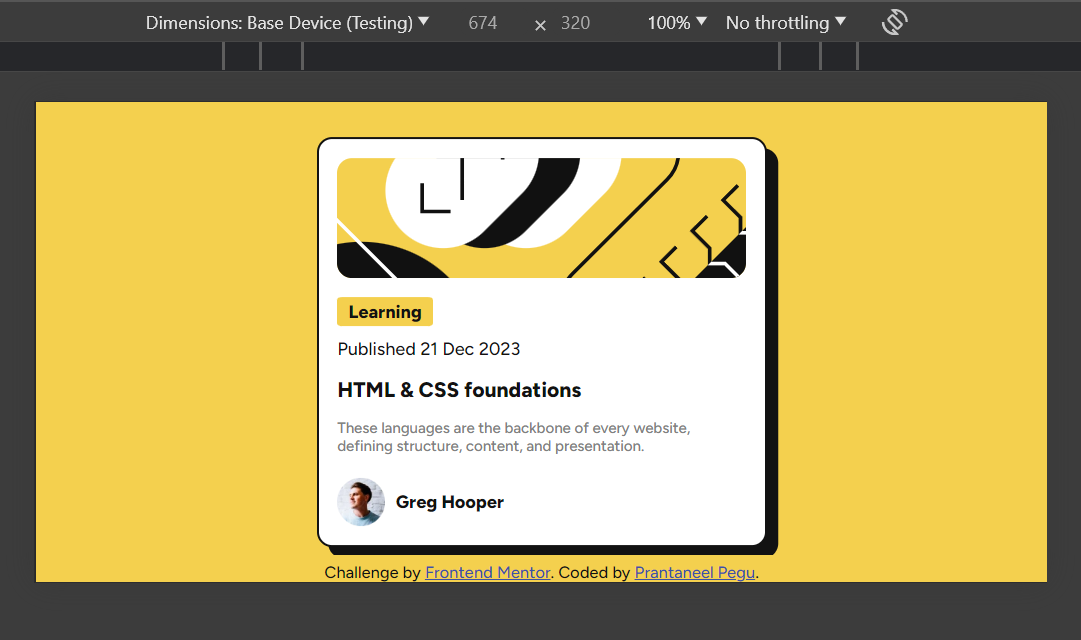 Dimensions: Base Device (Testing) ▼ 674 × 320 100% ▼ No throttling ▼
Learning
Published 21 Dec 2023
HTML & CSS foundations
These languages are the backbone of every website,
defining structure, content, and presentation.
Greg Hooper
Challenge by Frontend Mentor. Coded by Prantaneel Pegu.